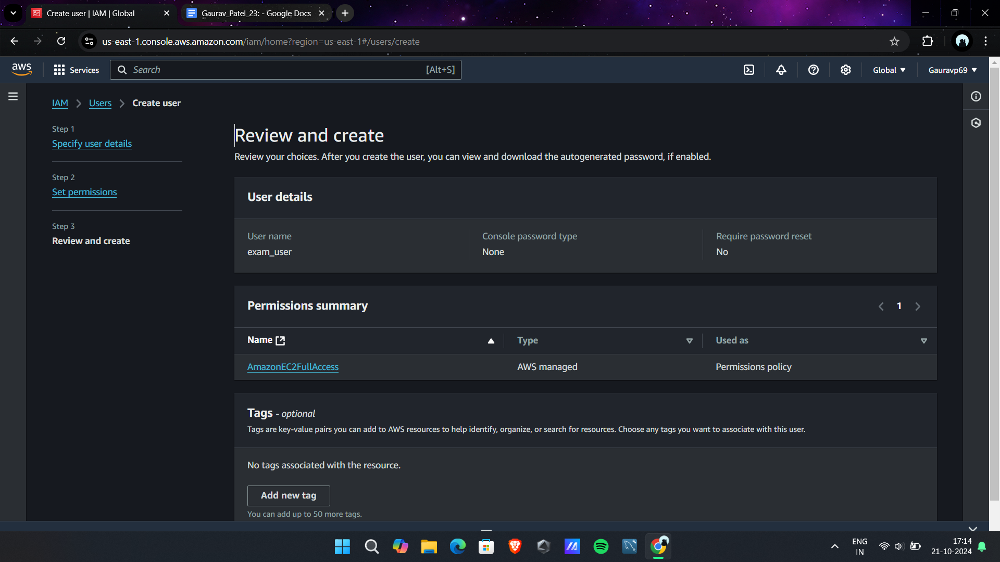 Create user | IAM | Global
Gaurav_Patel_23: - Google Docs
us-east-1.console.aws.amazon.com/iam/home?region=us-east-1#/users/create
aws
Services
Search
[Alt+S]
Global
Gauravp69
IAM
Users
Create user
Step 1
Specify user details
Step 2
Set permissions
Step 3
Review and create
Review and create
Review your choices. After you create the user, you can view and download the autogenerated password, if enabled.
User details
User name
Console password type
Require password reset
exam_user
None
No
Permissions summary
1
Name
Type
Used as
AmazonEC2FullAccess
AWS managed
Permissions policy
Tags - optional
Tags are key-value pairs you can add to AWS resources to help identify, organize, or search for resources. Choose any tags you want to associate with this user.
No tags associated with the resource.
Add new tag
You can add up to 50 more tags.
ENG
IN
17:14
21-10-2024